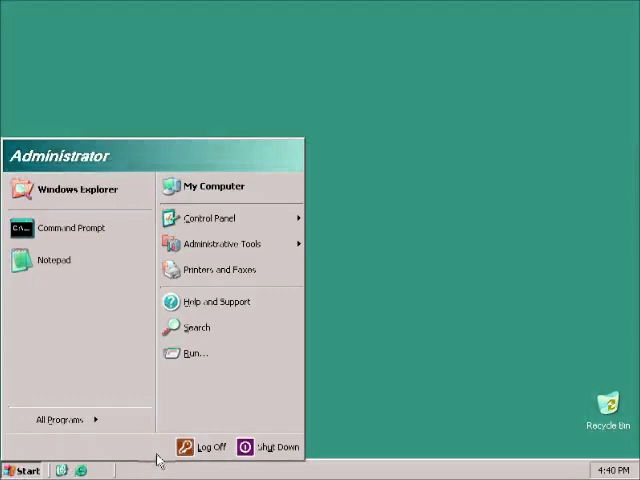 Administrator
Windows Explorer
Command Prompt
Notepad
All Programs
My Computer
Control Panel
Administrative Tools
Printers and Faxes
Help and Support
Search
Run...
Log Off
Shut Down
Recycle Bin
Start
4:40 PM